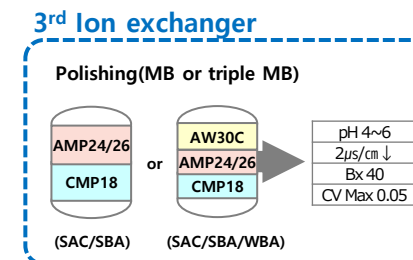 3rd Ion exchanger
Polishing(MB or triple MB)
AMP24/26
CMP18
or
AW30C
AMP24/26
CMP18
pH 4~6
2μs/㎝ ↓
Bx 40
CV Max 0.05
(SAC/SBA)
(SAC/SBA/WBA)